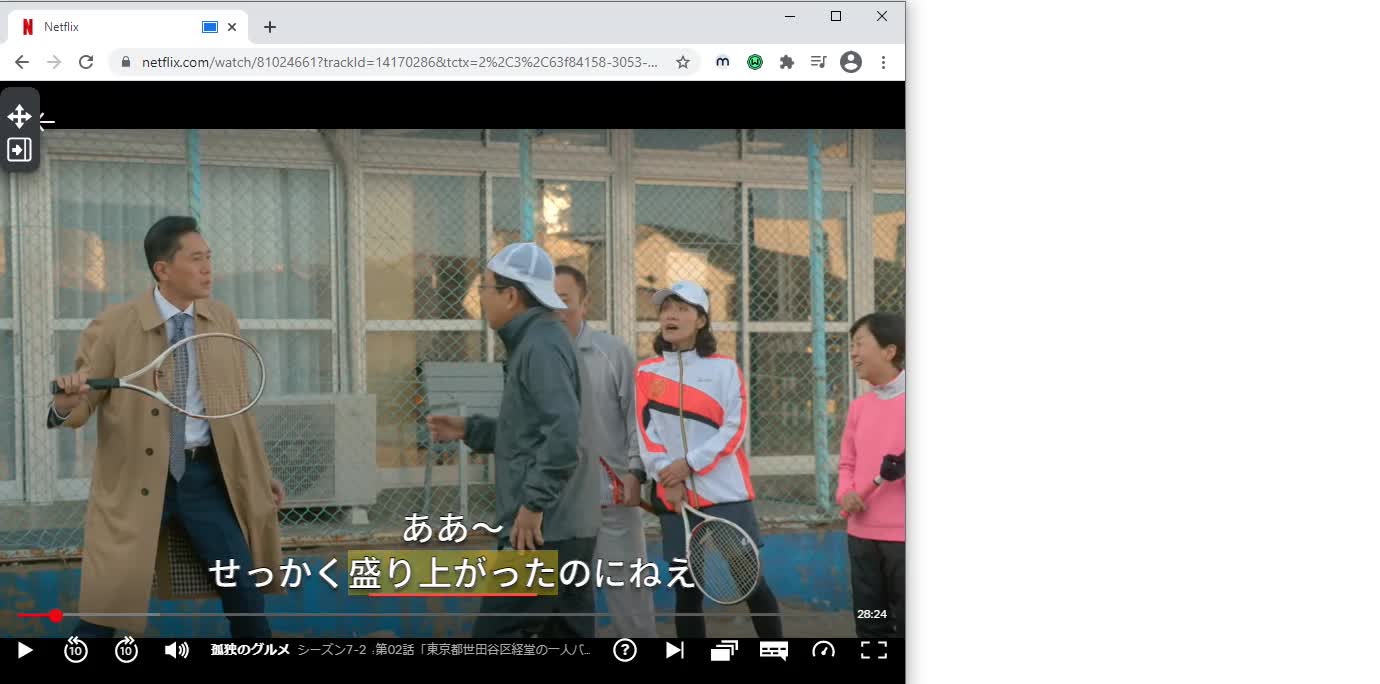 Netflix
netflix.com/watch/81024661?trackId=14170286&tctx=2%2C3%2C63f84158-3053-...
ああ〜
せっかく盛り上がったのにねえ
28:24
10
10
孤独のグルメ シーズン7-2 :第02話「東京都世田谷区経堂の一人バ...
?